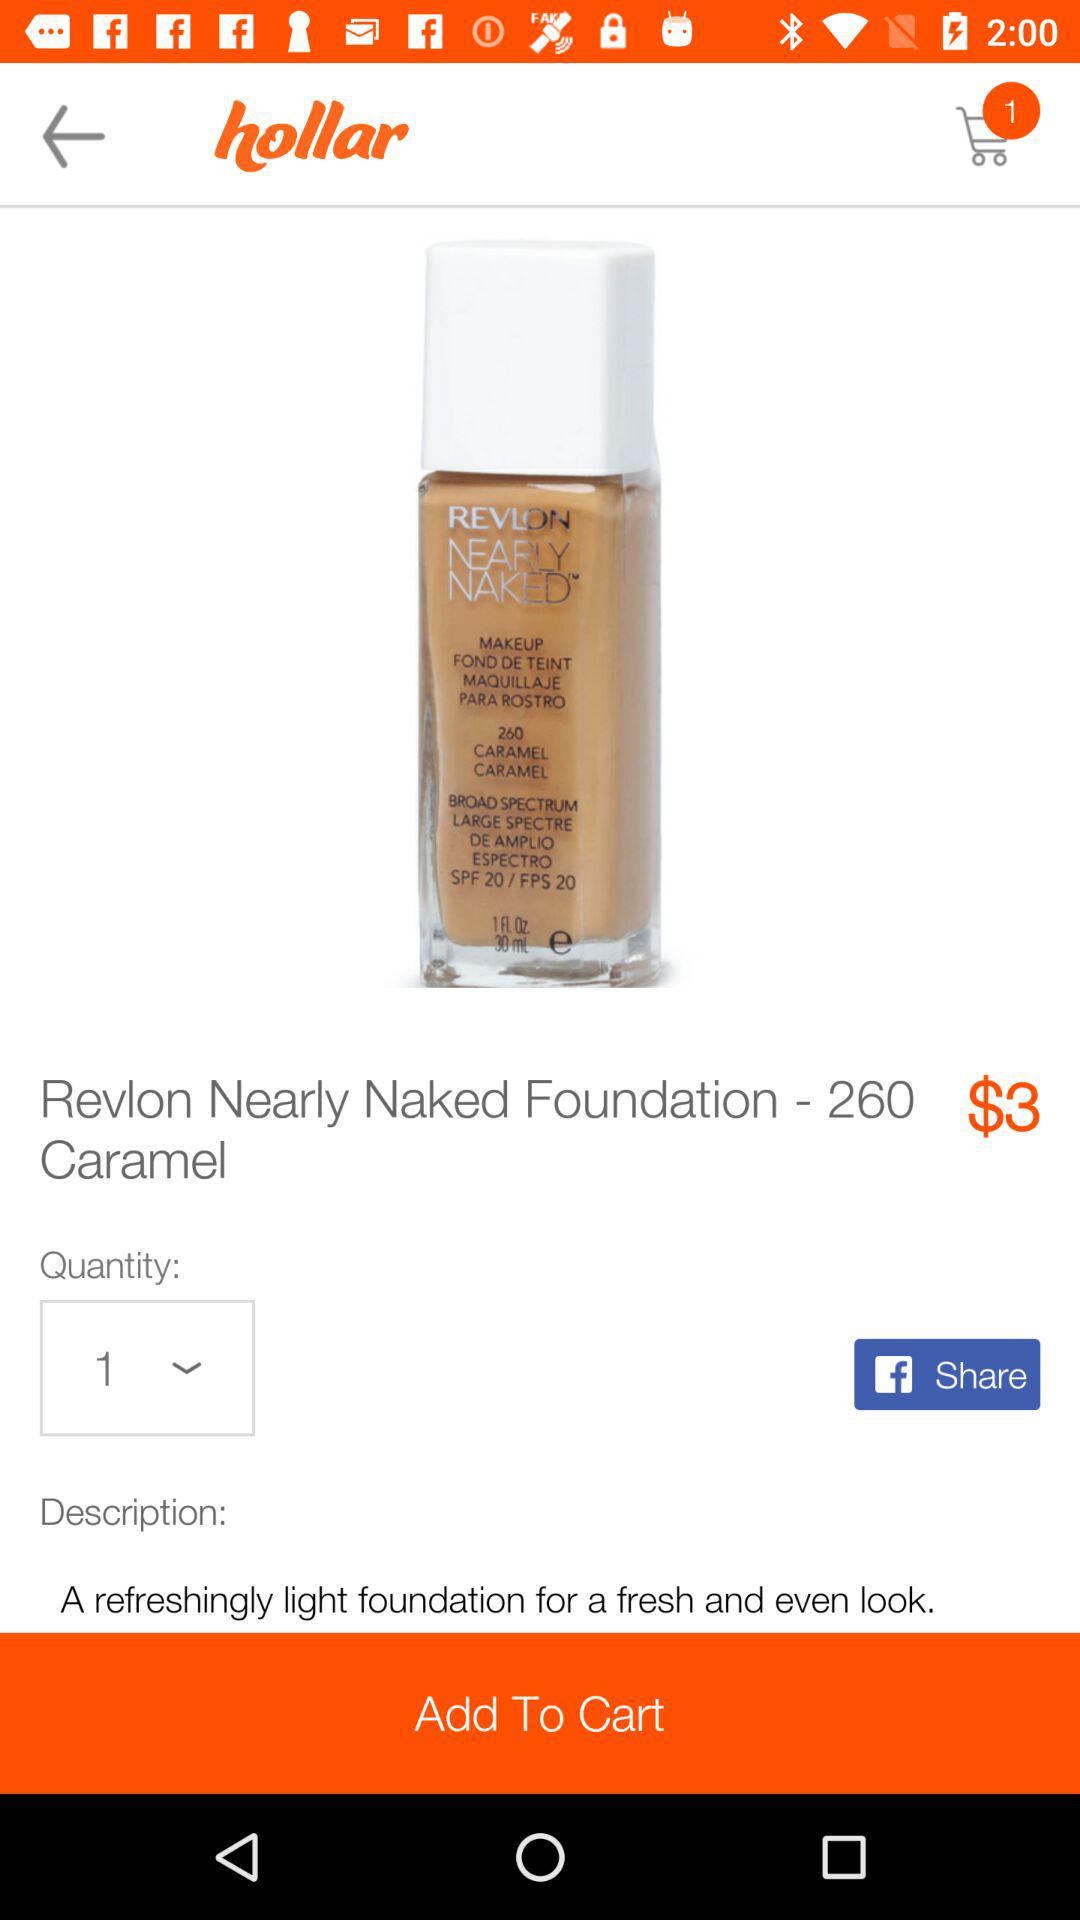 FAKE
2:00
hollar
1
REVLON
NEARLY
NAKED™
MAKEUP
FOND DE TEINT
MAQUILLAJE
PARA ROSTRO
260
CARAMEL
CARAMEL
BROAD SPECTRUM
LARGE SPECTRE
DE AMPLIO
ESPECTRO
SPF 20 / FPS 20
1 Fl. Oz.
30 mL e
Revlon Nearly Naked Foundation - 260
Caramel
$3
Quantity:
1
Share
Description:
A refreshingly light foundation for a fresh and even look.
Add To Cart